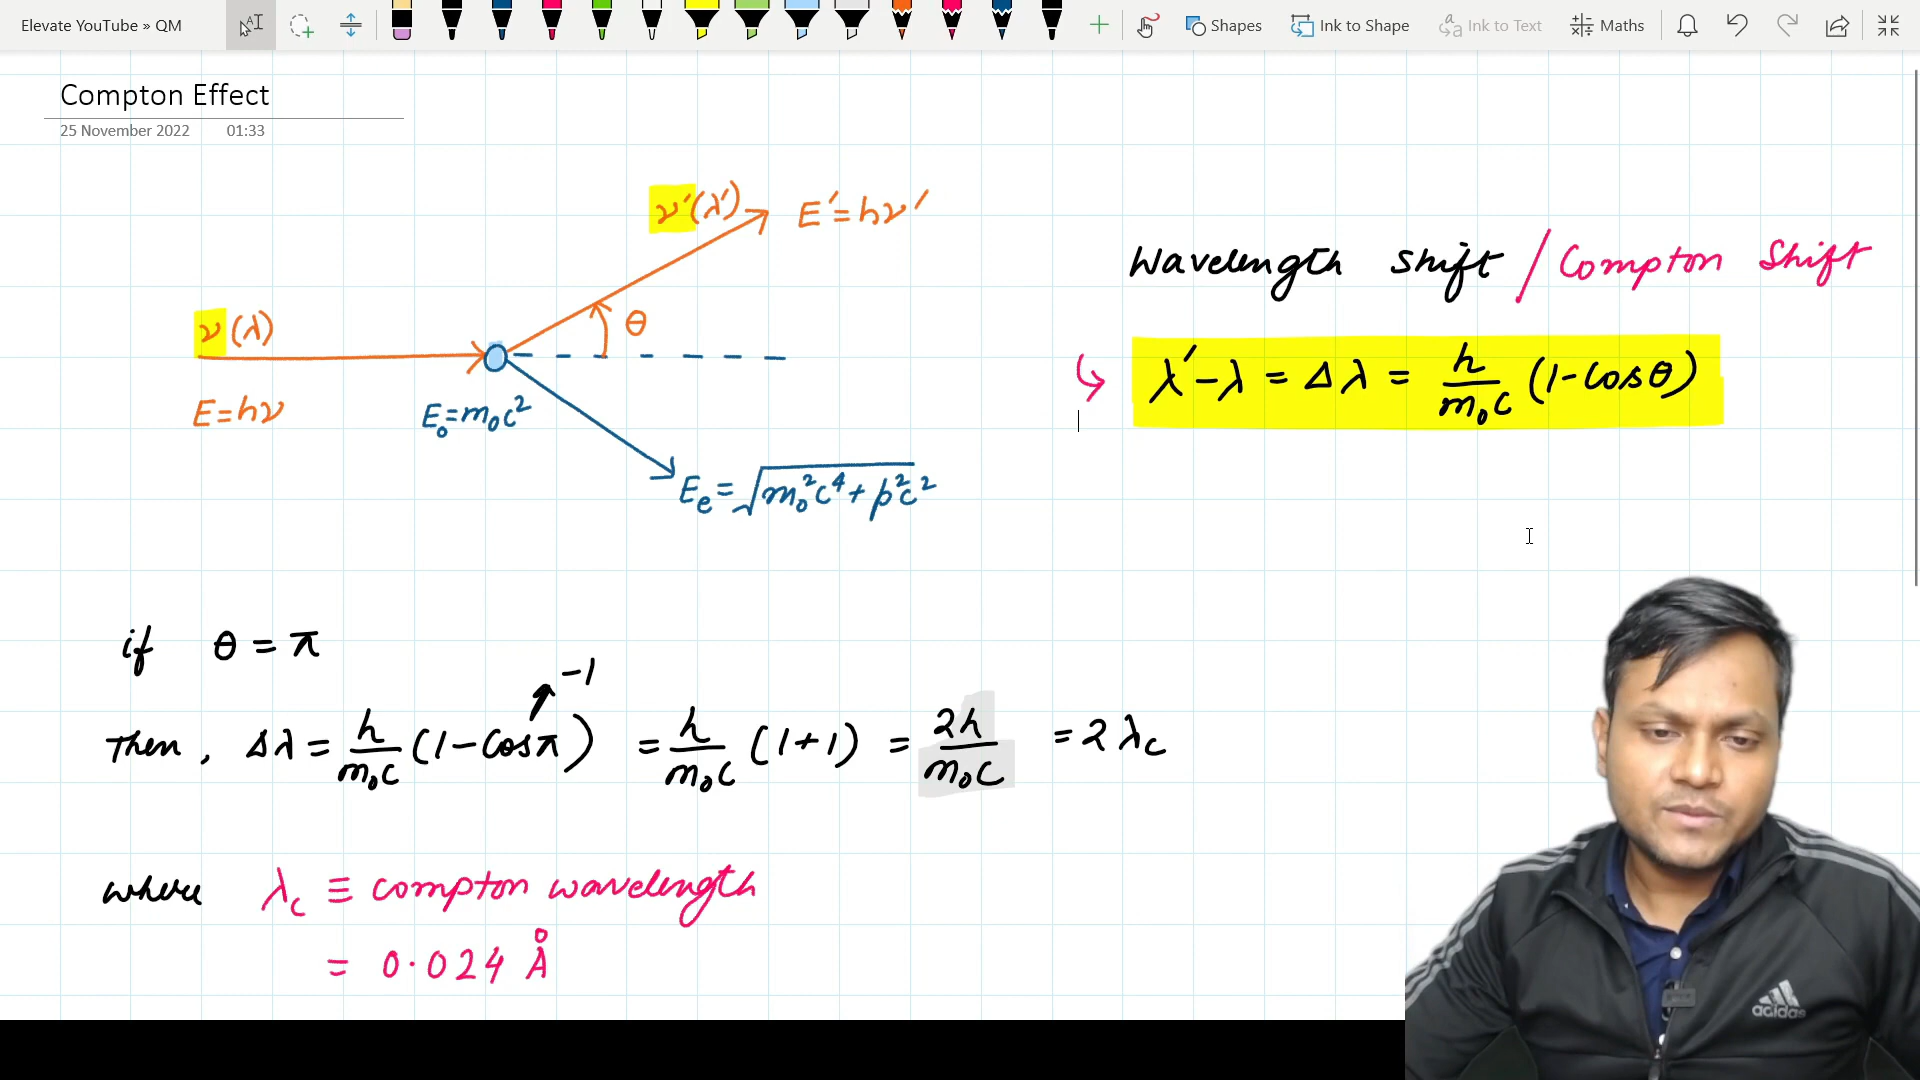 Elevate YouTube » QM
Shapes
Ink to Shape
Ink to Text
Maths
Compton Effect
25 November 2022 01:33
ν'(λ') E'=hν'
ν(λ)
θ
E=hν
E₀=m₀c²
Eₑ=√(m₀²c⁴+p²c²)
Wavelength shift / Compton Shift
↳ λ'-λ = Δλ = h/m₀c (1-Cosθ)
if θ = π
-1
Then, Δλ = h/m₀c (1-Cosπ) = h/m₀c (1+1) = 2h/m₀c = 2λc
where λc ≡ compton wavelength
= 0.024 Å
adidas